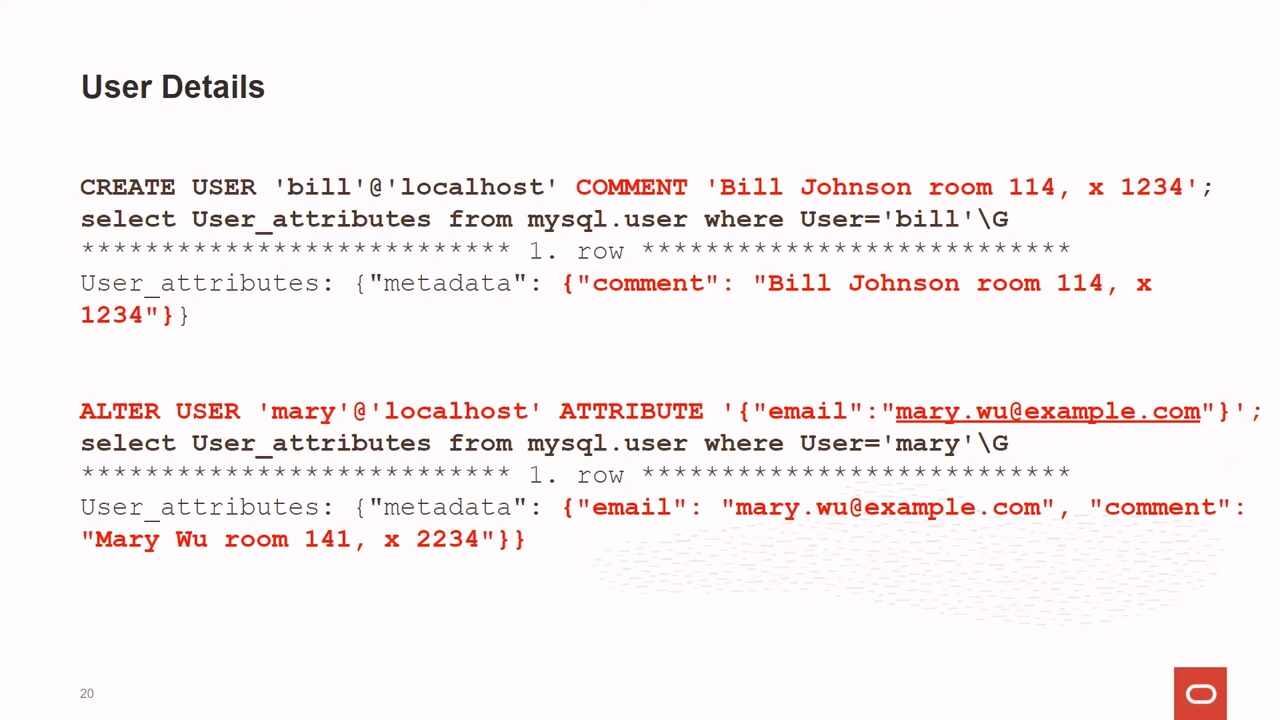 User Details
CREATE USER 'bill'@'localhost' COMMENT 'Bill Johnson room 114, x 1234';
select User_attributes from mysql.user where User='bill'\G
*************************** 1. row ***************************
User_attributes: {"metadata": {"comment": "Bill Johnson room 114, x
1234"}}
ALTER USER 'mary'@'localhost' ATTRIBUTE '{"email":"mary.wu@example.com"}';
select User_attributes from mysql.user where User='mary'\G
*************************** 1. row ***************************
User_attributes: {"metadata": {"email": "mary.wu@example.com", "comment":
"Mary Wu room 141, x 2234"}}
20